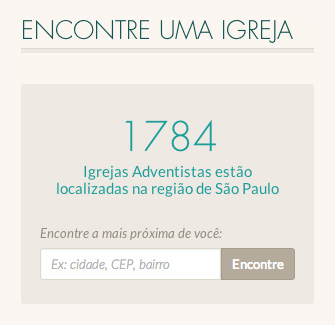 ENCONTRE UMA IGREJA
1784
Igrejas Adventistas estão
localizadas na região de São Paulo
Encontre a mais próxima de você:
Ex: cidade, CEP, bairro
Encontre